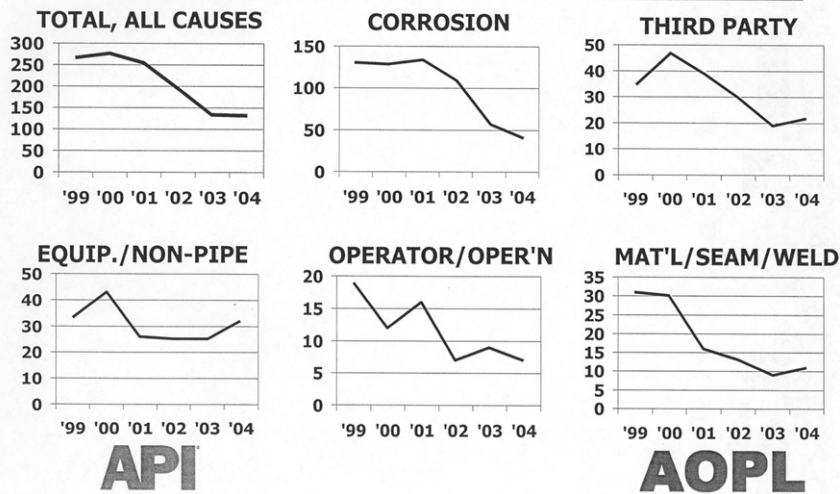 TOTAL, ALL CAUSES
300
250
200
150
100
50
0
'99 '00 '01 '02 '03 '04
CORROSION
150
100
50
0
'99 '00 '01 '02 '03 '04
THIRD PARTY
50
40
30
20
10
0
'99 '00 '01 '02 '03 '04
EQUIP./NON-PIPE
50
40
30
20
10
0
'99 '00 '01 '02 '03 '04
OPERATOR/OPER'N
20
15
10
5
0
'99 '00 '01 '02 '03 '04
MAT'L/SEAM/WELD
35
30
25
20
15
10
5
0
'99 '00 '01 '02 '03 '04
API
AOPL